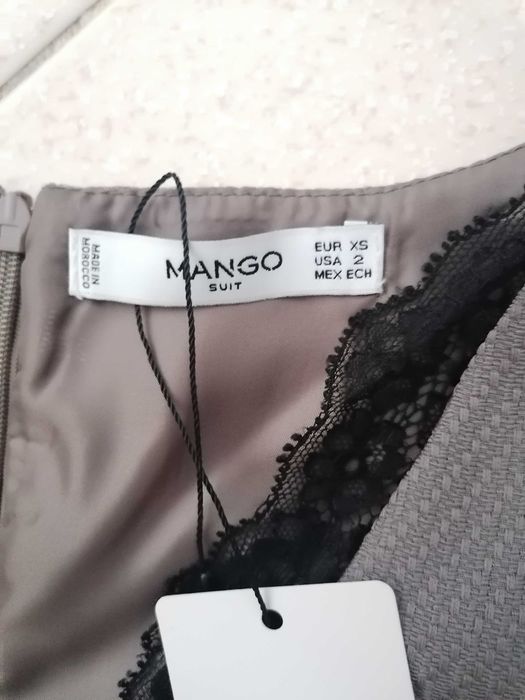 MADE IN
MOROCCO
MANGO
SUIT
EUR XS
USA 2
MEX ECH